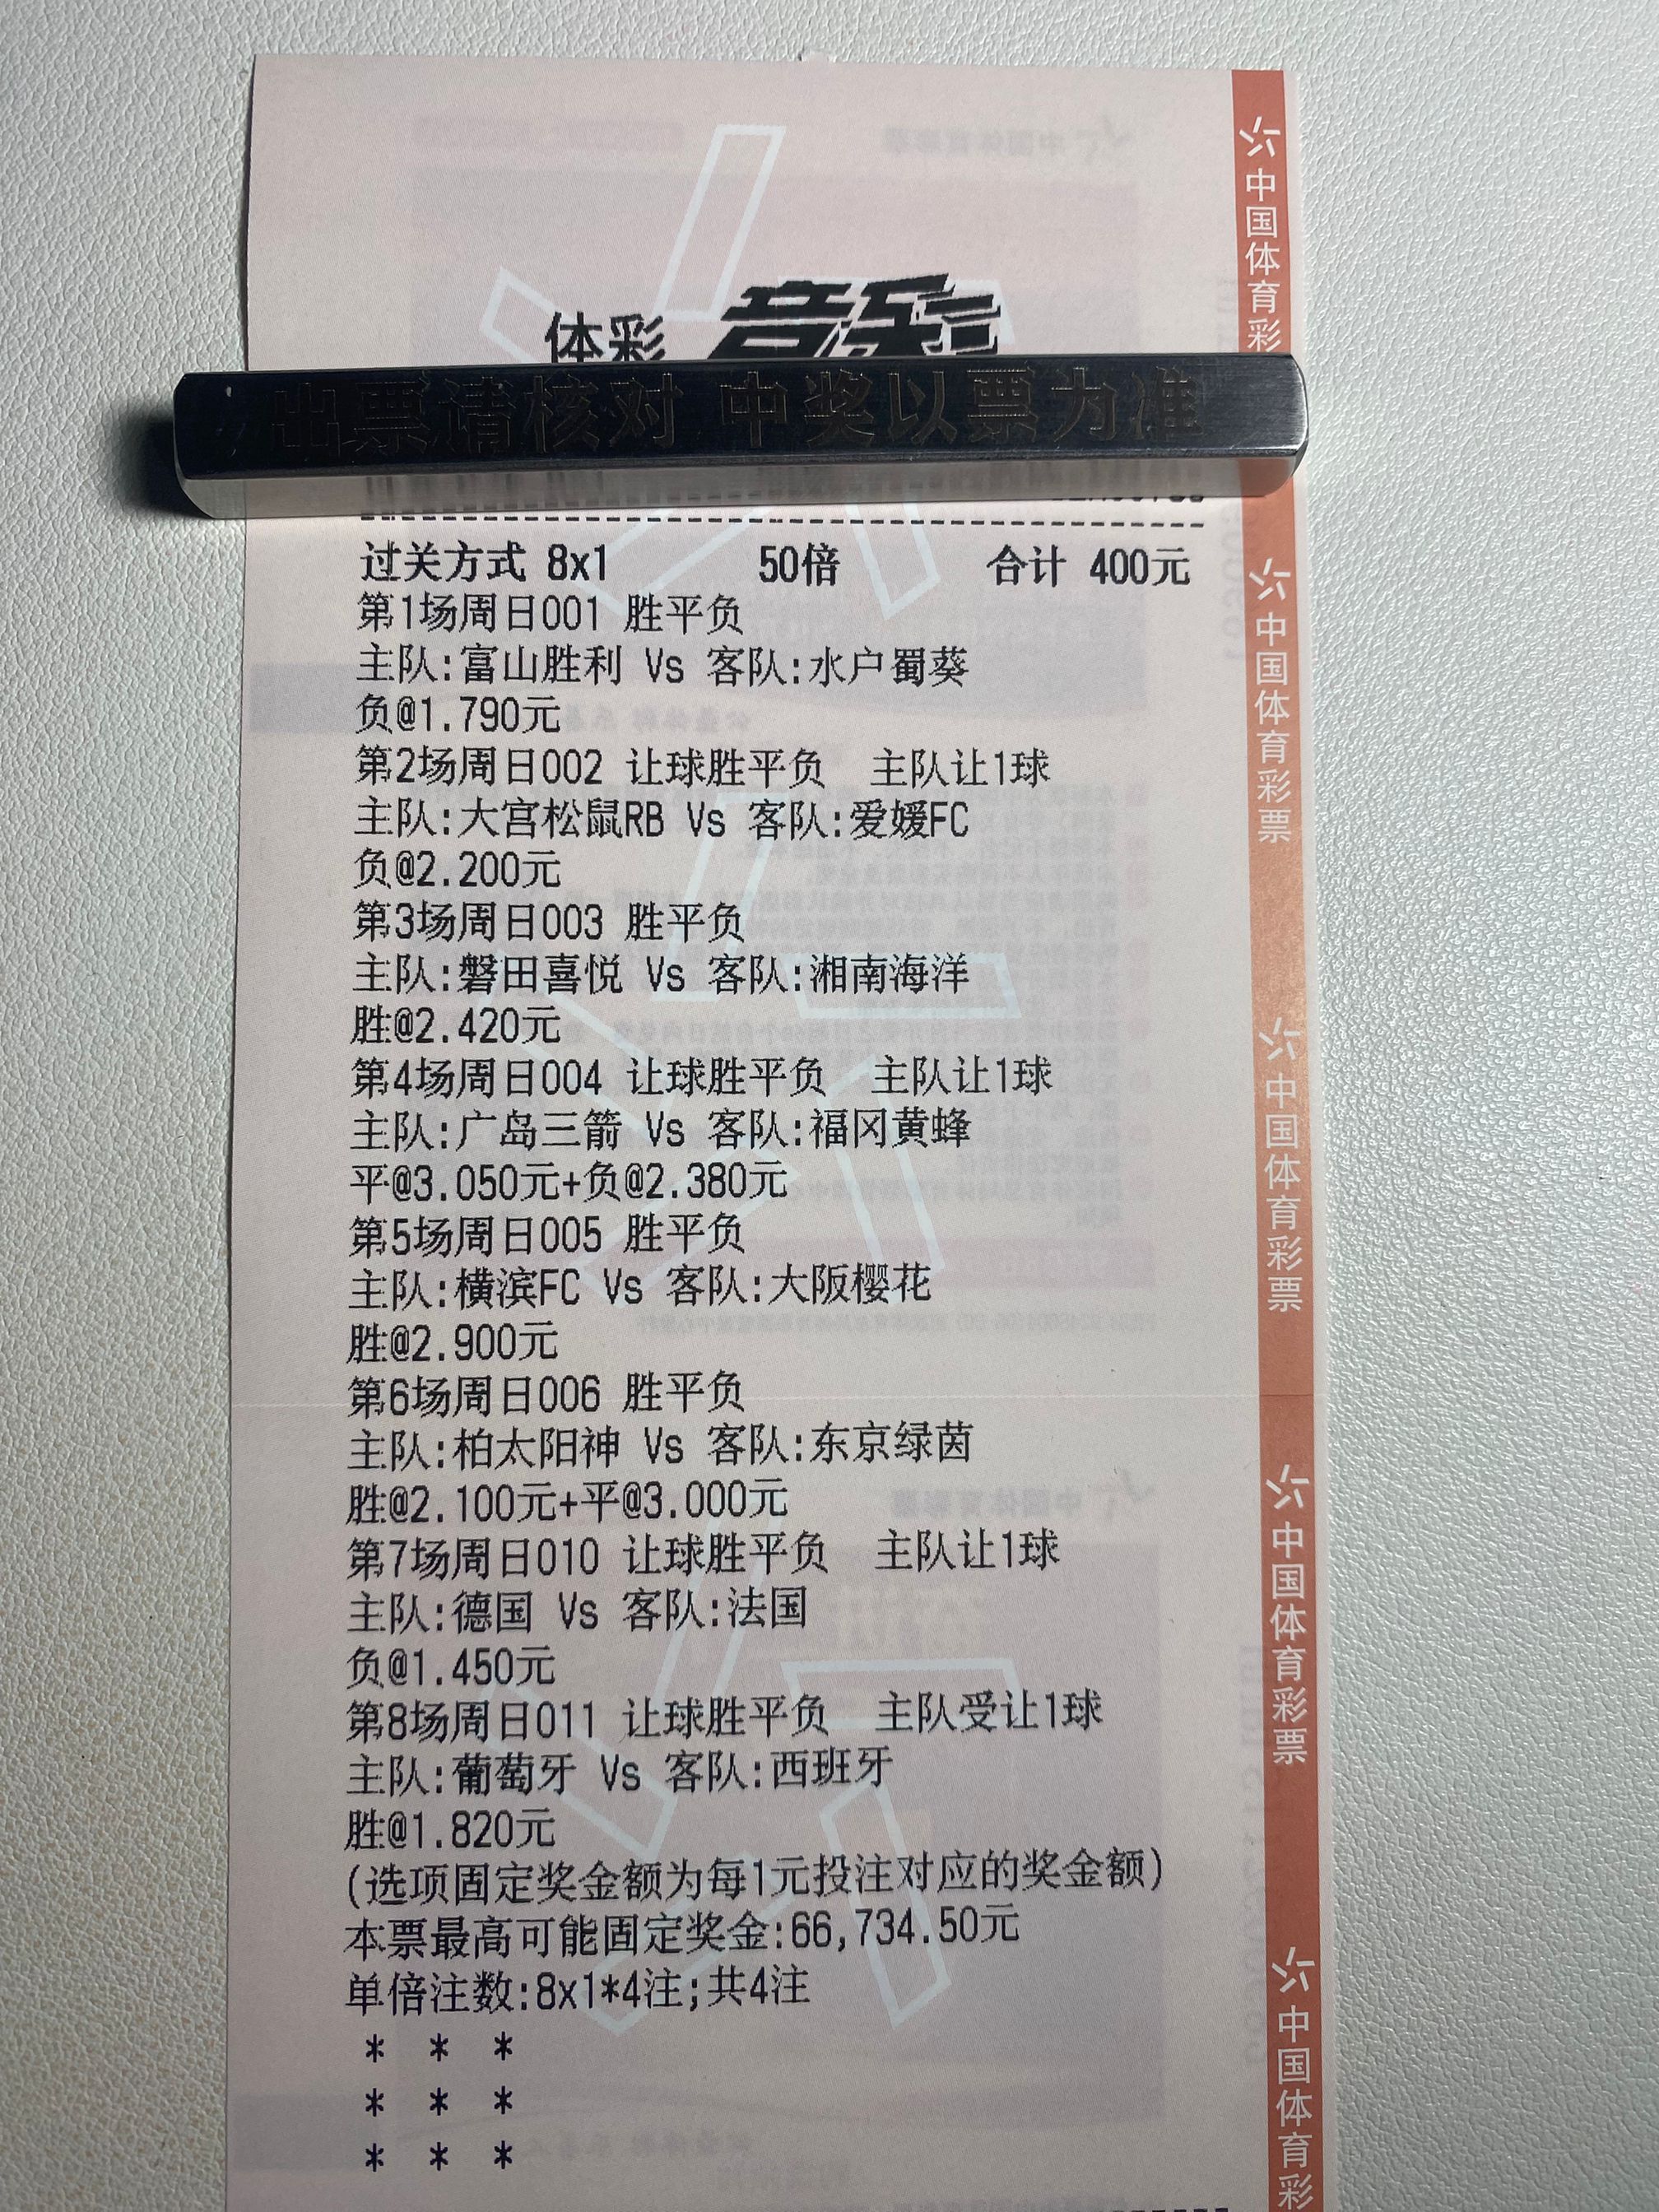 体彩 竞彩
出票请核对 中奖以票为准
过关方式 8x1 50倍 合计 400元
第1场周日001 胜平负
主队:富山胜利 Vs 客队:水户蜀葵
负@1.790元
第2场周日002 让球胜平负 主队让1球
主队:大宫松鼠RB Vs 客队:爱媛FC
负@2.200元
第3场周日003 胜平负
主队:磐田喜悦 Vs 客队:湘南海洋
胜@2.420元
第4场周日004 让球胜平负 主队让1球
主队:广岛三箭 Vs 客队:福冈黄蜂
平@3.050元+负@2.380元
第5场周日005 胜平负
主队:横滨FC Vs 客队:大阪樱花
胜@2.900元
第6场周日006 胜平负
主队:柏太阳神 Vs 客队:东京绿茵
胜@2.100元+平@3.000元
第7场周日010 让球胜平负 主队让1球
主队:德国 Vs 客队:法国
负@1.450元
第8场周日011 让球胜平负 主队受让1球
主队:葡萄牙 Vs 客队:西班牙
胜@1.820元
(选项固定奖金额为每1元投注对应的奖金额)
本票最高可能固定奖金:66,734.50元
单倍注数:8x1*4注;共4注
* * *
* * *
* * *
中国体育彩
中国体育彩票
中国体育彩票
中国体育彩票
中国体育彩